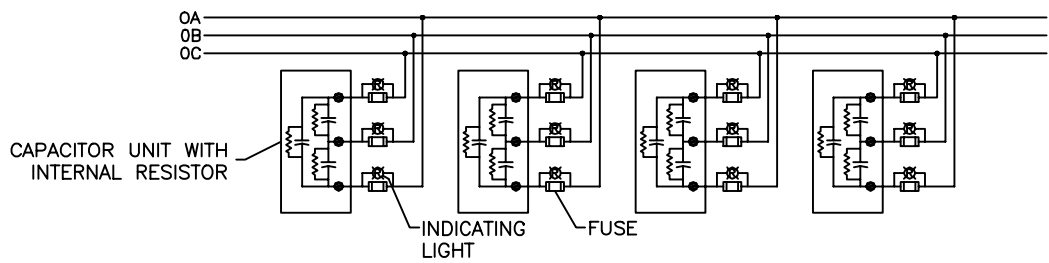 0A
0B
0C
CAPACITOR UNIT WITH
INTERNAL RESISTOR
INDICATING
LIGHT
FUSE